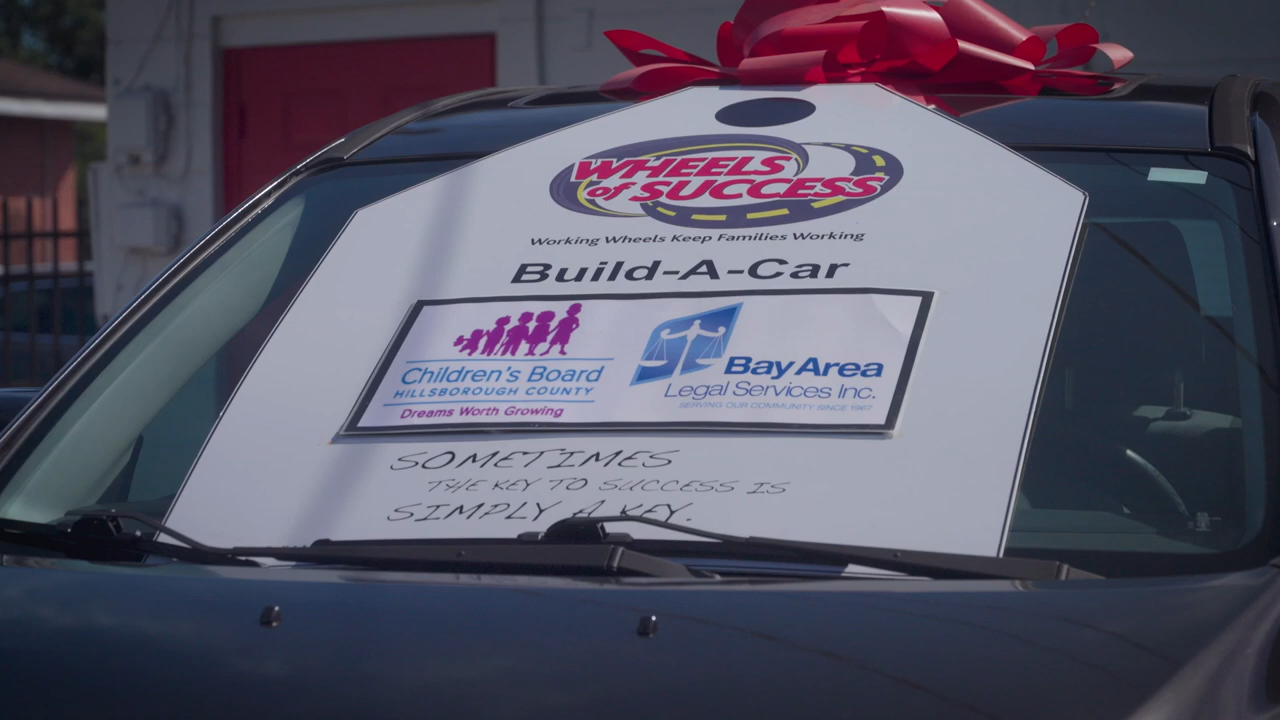 WHEELS
of SUCCESS
Working Wheels Keep Families Working
Build-A-Car
Children's Board
HILLSBOROUGH COUNTY
Dreams Worth Growing
Bay Area
Legal Services Inc.
SERVING OUR COMMUNITY SINCE 1967
SOMETIMES
THE KEY TO SUCCESS IS
SIMPLY A KEY.